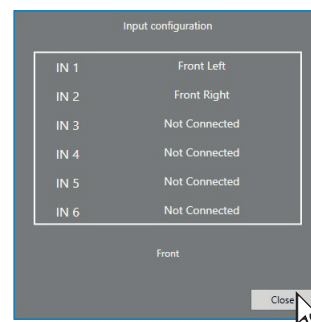 Input configuration
IN 1 Front Left
IN 2 Front Right
IN 3 Not Connected
IN 4 Not Connected
IN 5 Not Connected
IN 6 Not Connected
Front
Close